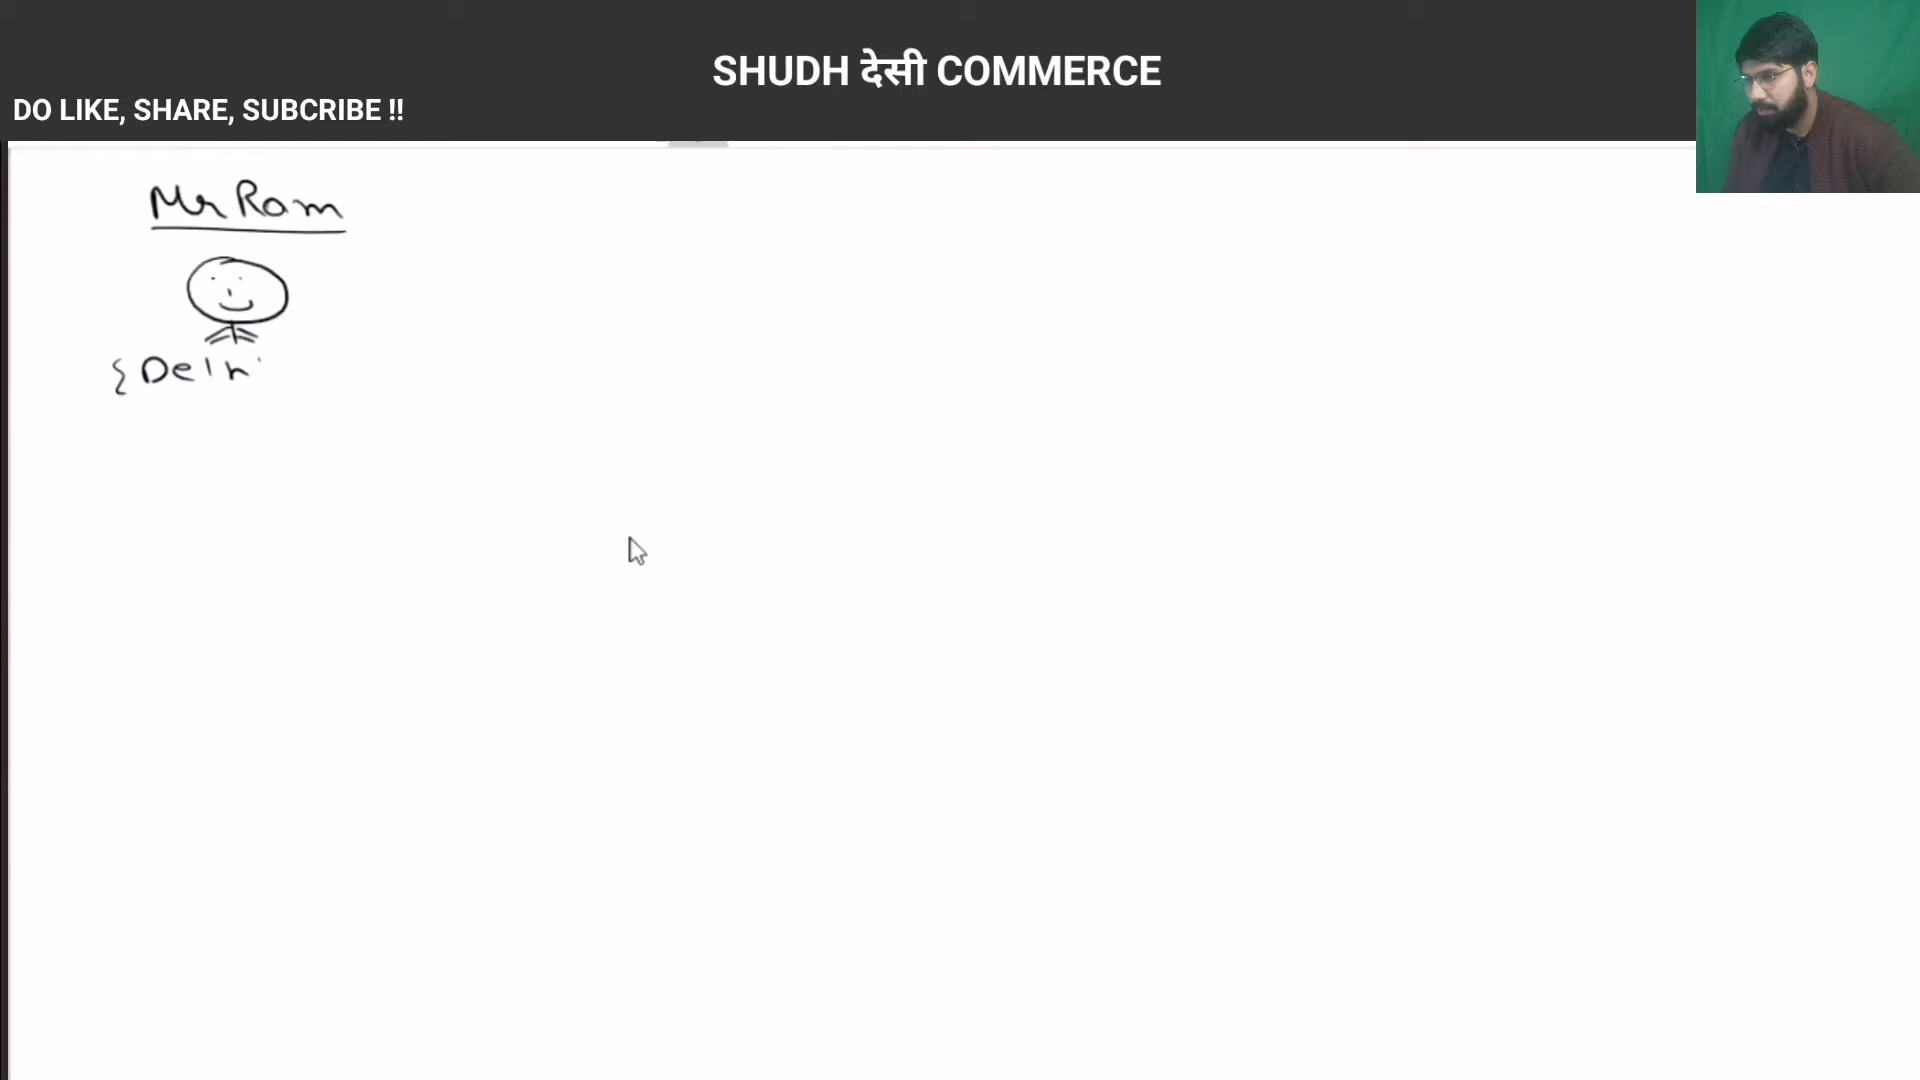 SHUDH देसी COMMERCE
DO LIKE, SHARE, SUBCRIBE !!
Mr Ram
{ Delhi